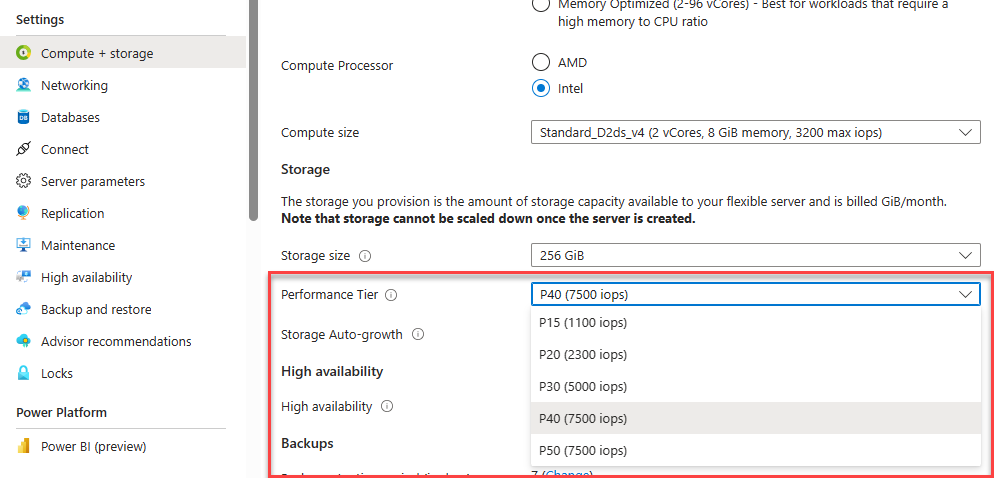 Settings
Compute + storage
Networking
Databases
Connect
Server parameters
Replication
Maintenance
High availability
Backup and restore
Advisor recommendations
Locks
Power Platform
Power BI (preview)
Memory Optimized (2-96 vCores) - Best for workloads that require a
high memory to CPU ratio
Compute Processor
AMD
Intel
Compute size
Standard_D2ds_v4 (2 vCores, 8 GiB memory, 3200 max iops)
Storage
The storage you provision is the amount of storage capacity available to your flexible server and is billed GiB/month.
Note that storage cannot be scaled down once the server is created.
Storage size
256 GiB
Performance Tier
P40 (7500 iops)
P15 (1100 iops)
P20 (2300 iops)
P30 (5000 iops)
P40 (7500 iops)
P50 (7500 iops)
Storage Auto-growth
High availability
High availability
Backups
7 (Change)